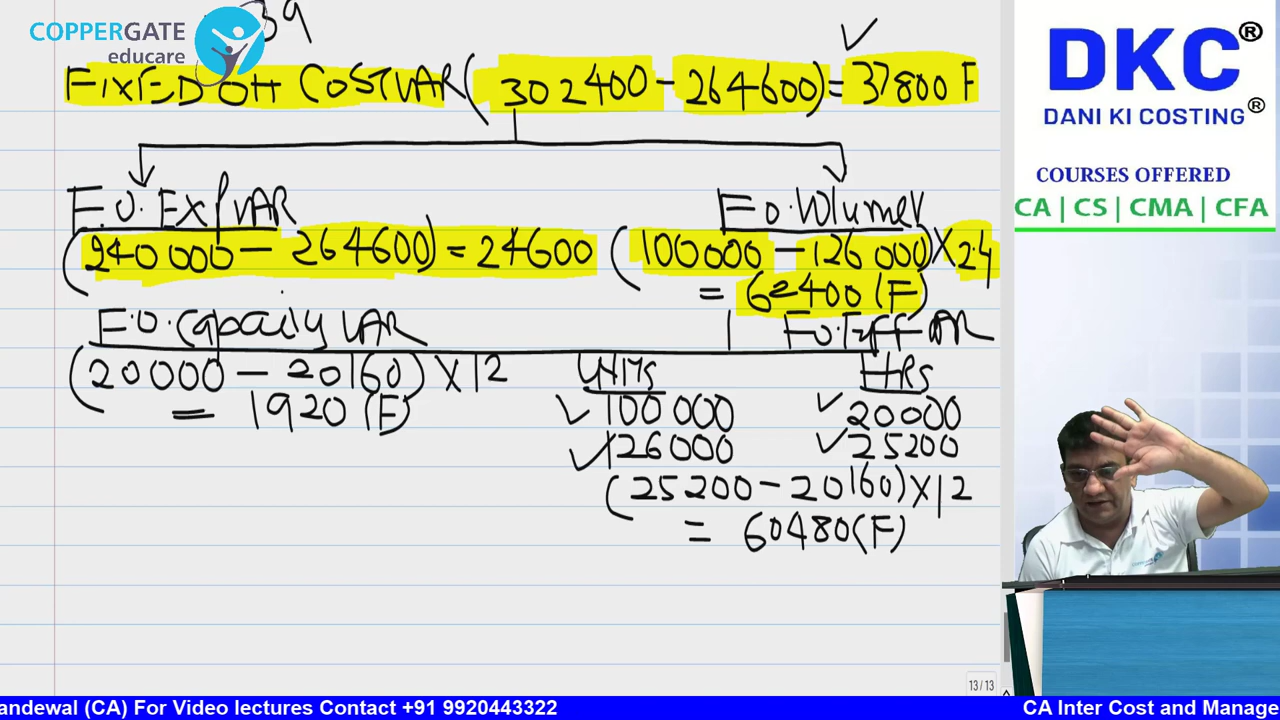 COPPERGATE
educare
39
FIXED OH COST VAR (302400 - 264600) = 37800 F
F.O. EXP VAR
(240000 - 264600) = 24600
F.O. VOLUME V
(100000 - 126000) X 2.4
= 62400 (F)
F.O. Capacity VAR
(20000 - 20160) X 12
= 1920 (F)
F.O. Eff VAR
UNITS HRS
100000 20000
126000 25200
(25200 - 20160) X 12
= 60480 (F)
DKC®
DANI KI COSTING®
COURSES OFFERED
CA | CS | CMA | CFA
13/13
andewal (CA) For Video lectures Contact +91 9920443322
CA Inter Cost and Manage